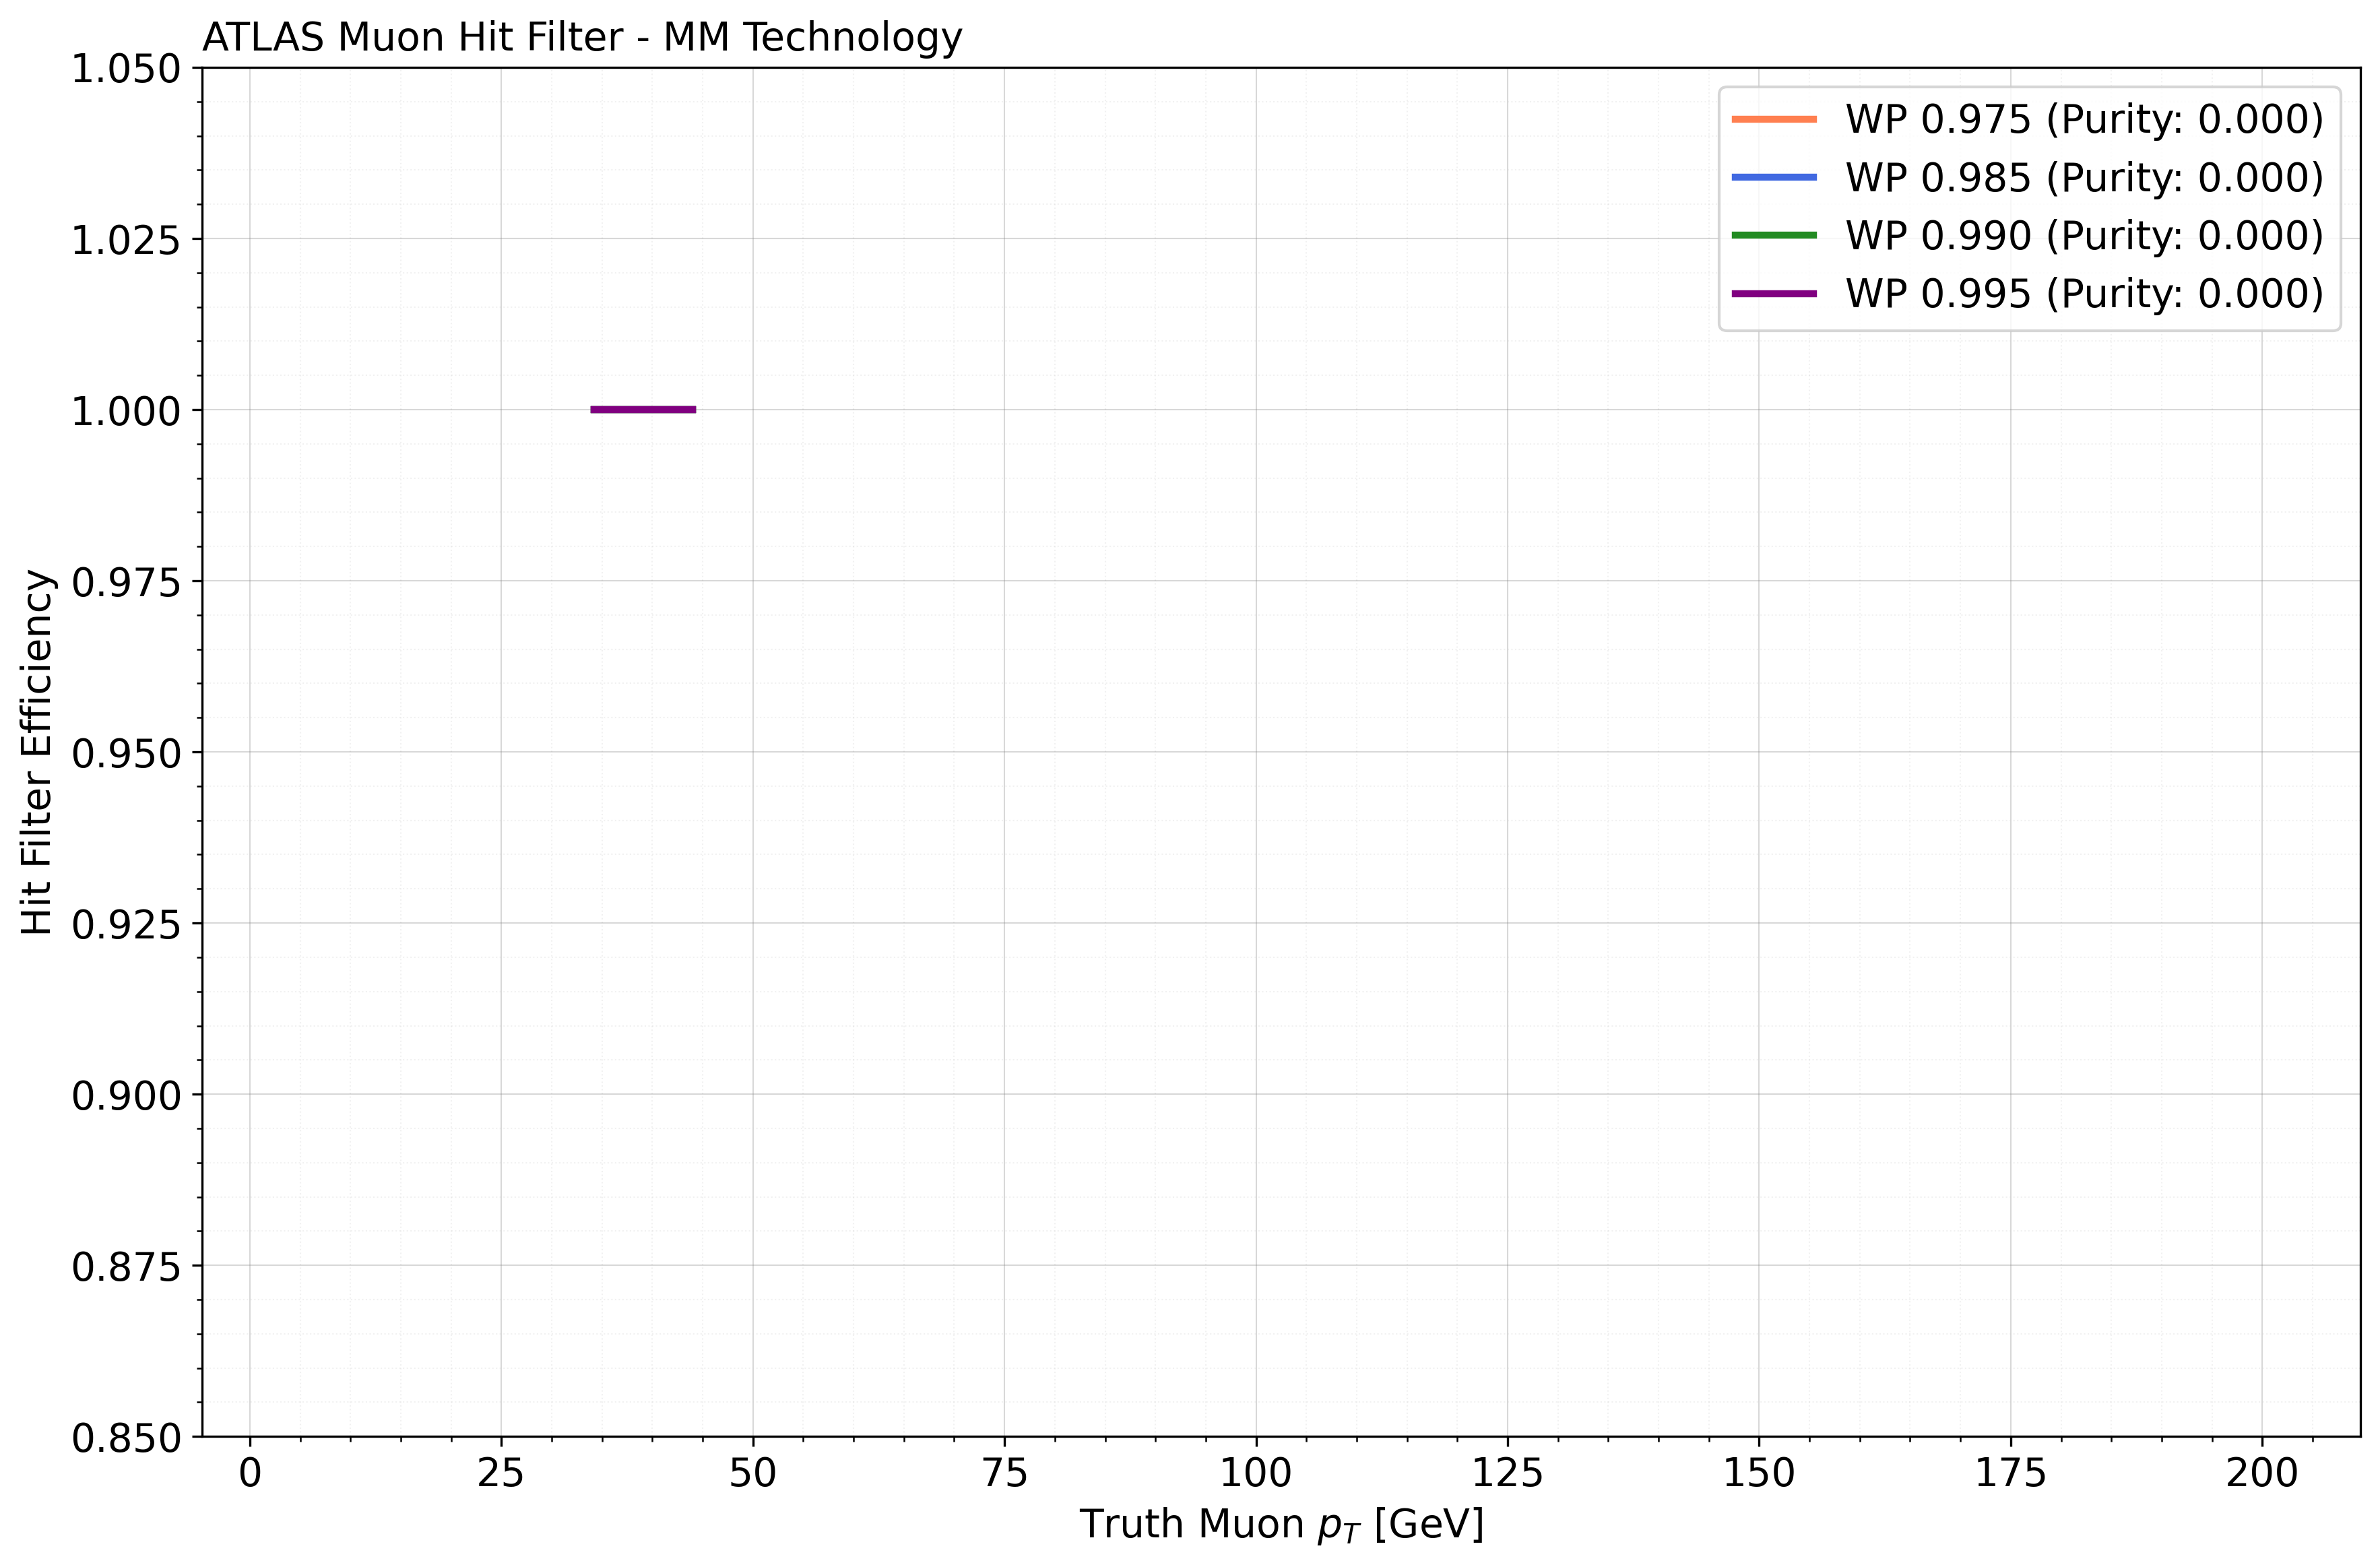 ATLAS Muon Hit Filter - MM Technology
1.050
1.025
1.000
0.975
0.950
0.925
0.900
0.875
0.850
Hit Filter Efficiency
WP 0.975 (Purity: 0.000)
WP 0.985 (Purity: 0.000)
WP 0.990 (Purity: 0.000)
WP 0.995 (Purity: 0.000)
0 25 50 75 100 125 150 175 200
Truth Muon p_T [GeV]